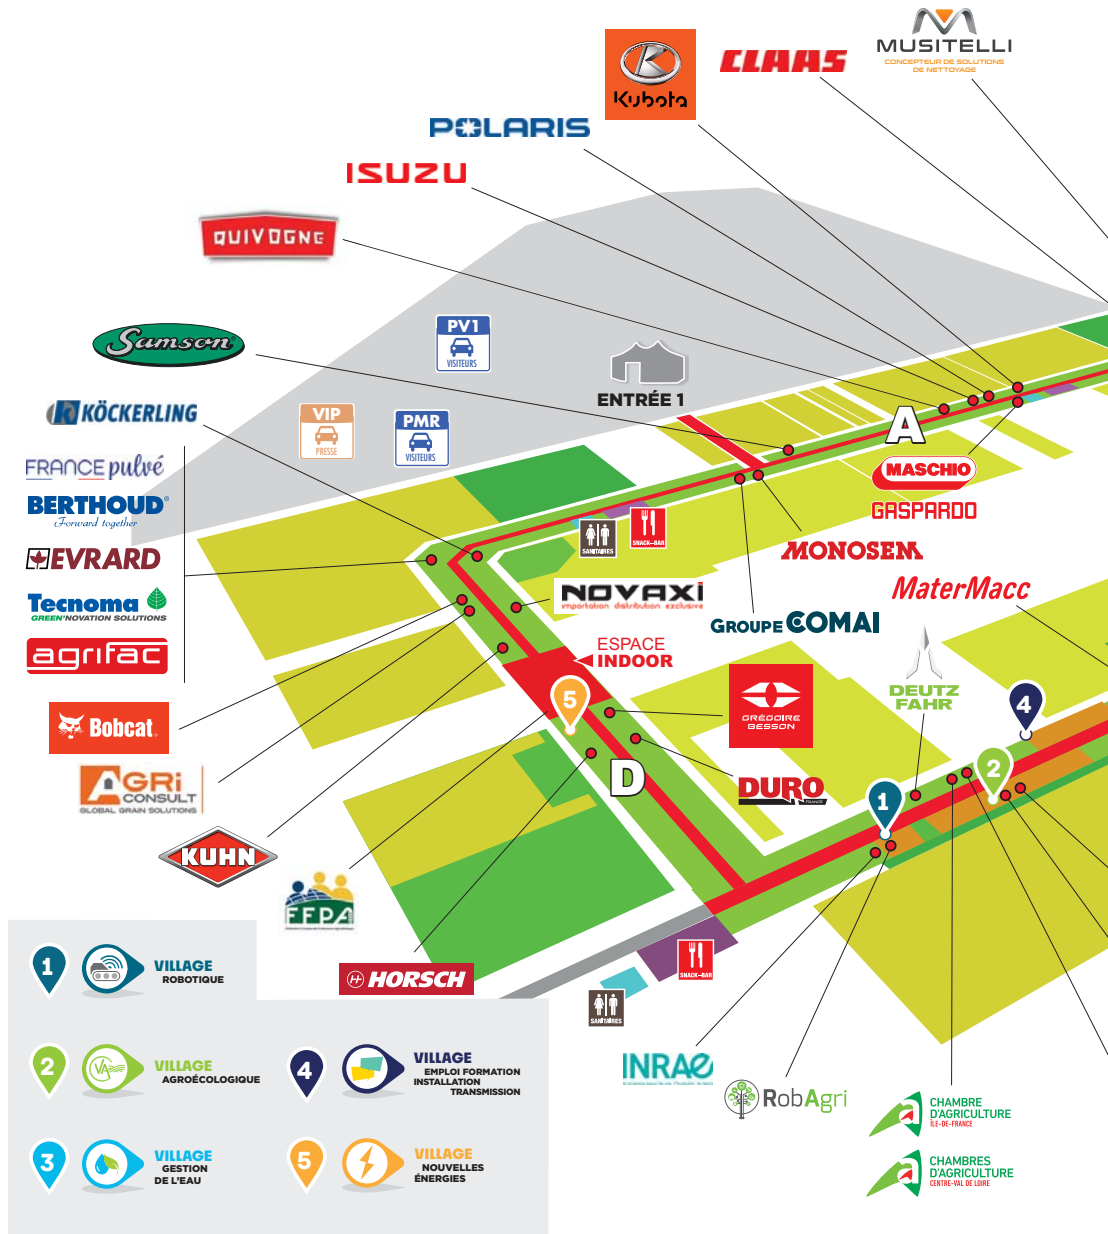 MUSITELLI
CONCEPTEUR DE SOLUTIONS
DE NETTOYAGE
CLAAS
Kubota
POLARIS
ISUZU
QUIVOGNE
Samson
PV1
VISITEURS
ENTRÉE 1
KÖCKERLING
VIP
PRESSE
PMR
VISITEURS
A
FRANCE pulvé
BERTHOUD
Forward together
EVRARD
Tecnoma
GREEN'NOVATION SOLUTIONS
agrifac
MASCHIO
GASPARDO
SANITAIRES
SNACK-BAR
MONOSEM
NOVAXI
importation distribution exclusive
MaterMacc
GROUPE COMAI
ESPACE
INDOOR
DEUTZ
FAHR
5
GRÉGOIRE
BESSON
4
Bobcat
AGRI
CONSULT
GLOBAL GRAIN SOLUTIONS
D
DURO
FRANCE
2
1
KUHN
FFPA
HORSCH
SNACK-BAR
SANITAIRES
INRAE
RobAgri
CHAMBRE
D'AGRICULTURE
ÎLE-DE-FRANCE
CHAMBRES
D'AGRICULTURE
CENTRE-VAL DE LOIRE
1
VILLAGE
ROBOTIQUE
2
VILLAGE
AGROÉCOLOGIQUE
3
VILLAGE
GESTION
DE L'EAU
4
VILLAGE
EMPLOI FORMATION
INSTALLATION
TRANSMISSION
5
VILLAGE
NOUVELLES
ÉNERGIES